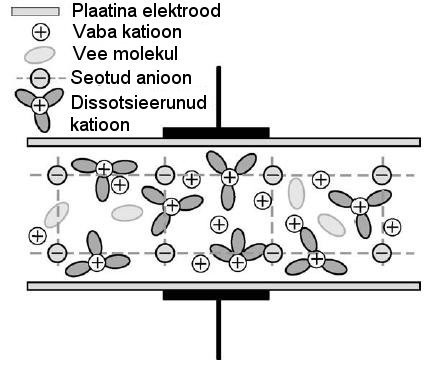 Plaatina elektrood
Vaba katioon
Vee molekul
Seotud anioon
Dissotsieerunud
katioon